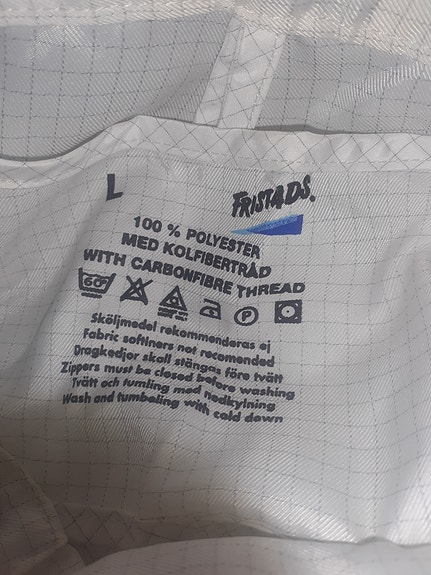 L
FRISTADS.
100 % POLYESTER
MED KOLFIBERTRÅD
WITH CARBONFIBRE THREAD
60°
P
Sköljmedel rekommenderas ej
Fabric softiners not recomended
Dragkedjor skall stängas före tvätt
Zippers must be closed before washing
Tvätt och tumling med nedkylning
Wash and tumbeling with cold down